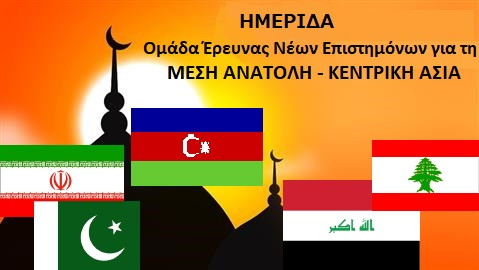 ΗΜΕΡΙΔΑ
Ομάδα Έρευνας Νέων Επιστημόνων για τη
ΜΕΣΗ ΑΝΑΤΟΛΗ - ΚΕΝΤΡΙΚΗ ΑΣΙΑ
الله اكبر